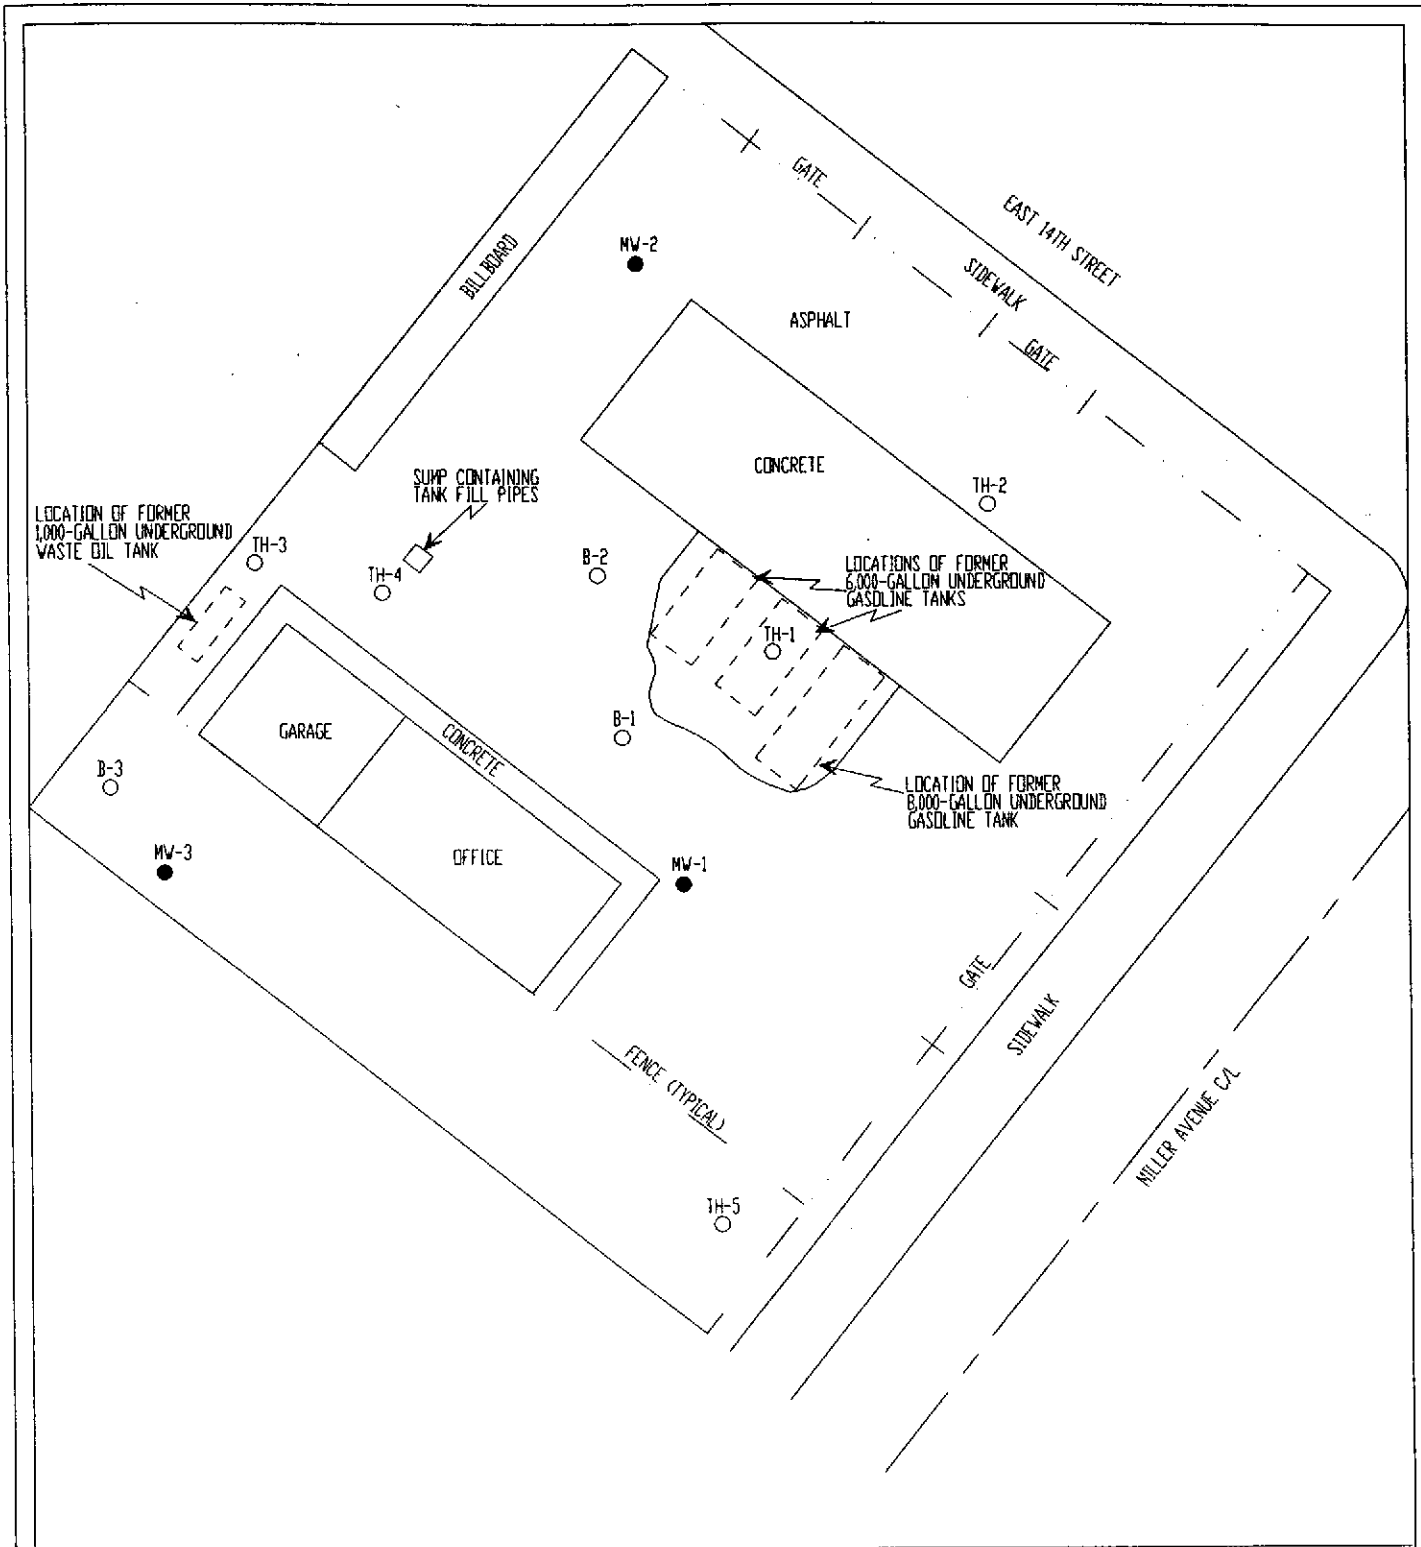 GATE
EAST 14TH STREET
BILLBOARD
MW-2
SIDEWALK
ASPHALT
GATE
CONCRETE
SUMP CONTAINING
TANK FILL PIPES
TH-2
LOCATION OF FORMER
1,000-GALLON UNDERGROUND
WASTE OIL TANK
TH-3
TH-4
B-2
LOCATIONS OF FORMER
6,000-GALLON UNDERGROUND
GASOLINE TANKS
TH-1
B-1
GARAGE
CONCRETE
B-3
LOCATION OF FORMER
8,000-GALLON UNDERGROUND
GASOLINE TANK
MW-3
OFFICE
MW-1
GATE
SIDEWALK
FENCE (TYPICAL)
MILLER AVENUE C/L
TH-5